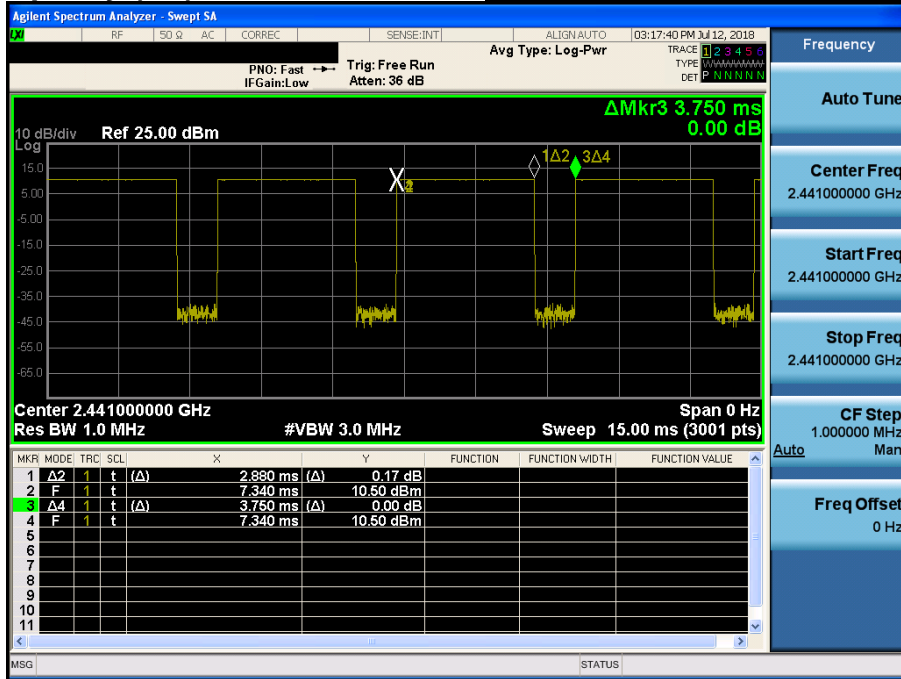 Agilent Spectrum Analyzer - Swept SA
LXI RF 50 Ω AC CORREC SENSE:INT ALIGN AUTO 03:17:40 PM Jul 12, 2018
PNO: Fast
IFGain:Low
Trig: Free Run
Atten: 36 dB
Avg Type: Log-Pwr
TRACE 1 2 3 4 5 6
TYPE WWWWWWWW
DET P N N N N N
ΔMkr3 3.750 ms
0.00 dB
10 dB/div Ref 25.00 dBm
Log
15.0
5.00
-5.00
-15.0
-25.0
-35.0
-45.0
-55.0
-65.0
1Δ2 3Δ4
Center 2.441000000 GHz Span 0 Hz
Res BW 1.0 MHz #VBW 3.0 MHz Sweep 15.00 ms (3001 pts)
MKR MODE TRC SCL X Y FUNCTION FUNCTION WIDTH FUNCTION VALUE
1 Δ2 1 t (Δ) 2.880 ms (Δ) 0.17 dB
2 F 1 t 7.340 ms 10.50 dBm
3 Δ4 1 t (Δ) 3.750 ms (Δ) 0.00 dB
4 F 1 t 7.340 ms 10.50 dBm
5
6
7
8
9
10
11
MSG STATUS
Frequency
Auto Tune
Center Freq
2.441000000 GHz
Start Freq
2.441000000 GHz
Stop Freq
2.441000000 GHz
CF Step
1.000000 MHz
Auto Man
Freq Offset
0 Hz